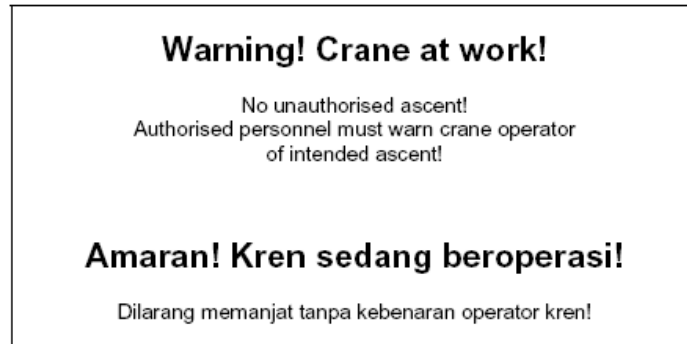 Warning! Crane at work!
No unauthorised ascent!
Authorised personnel must warn crane operator
of intended ascent!
Amaran! Kren sedang beroperasi!
Dilarang memanjat tanpa kebenaran operator kren!